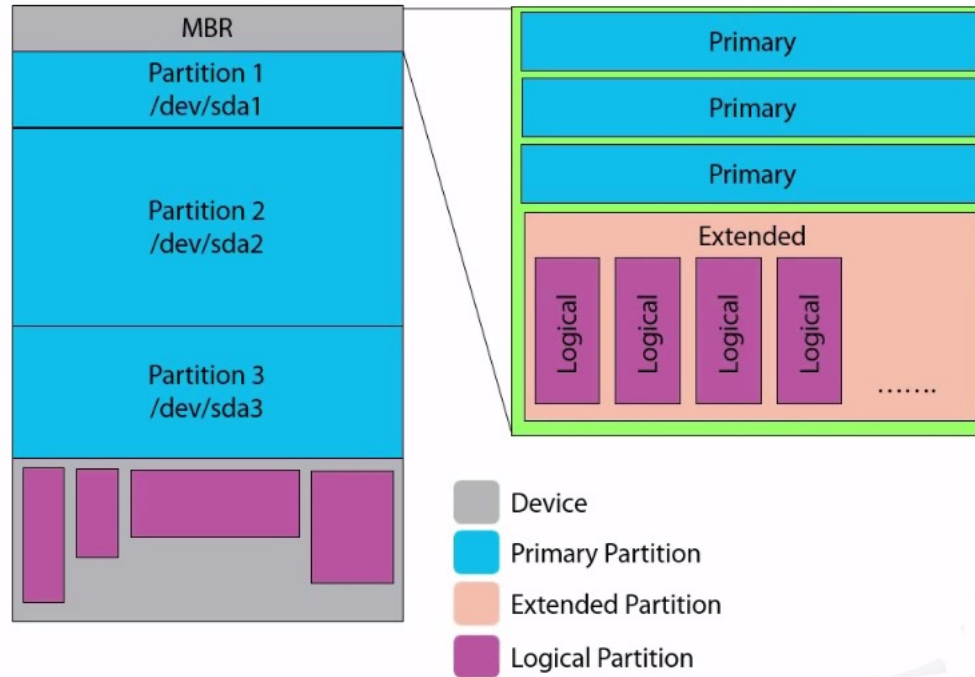 MBR
Partition 1
/dev/sda1
Partition 2
/dev/sda2
Partition 3
/dev/sda3
Primary
Primary
Primary
Extended
Logical
Logical
Logical
Logical
.......
Device
Primary Partition
Extended Partition
Logical Partition